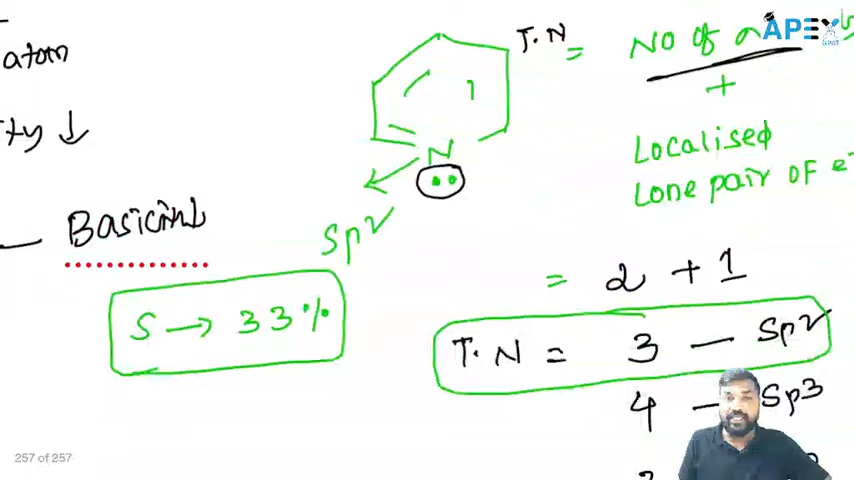 atom
ity ↓
Basicity
S → 33%
N
Sp2
T.N = No of a
+
Localised
Lone pair OF e
= 2 + 1
T.N = 3 — Sp2
4 — Sp3
257 of 257
APEX